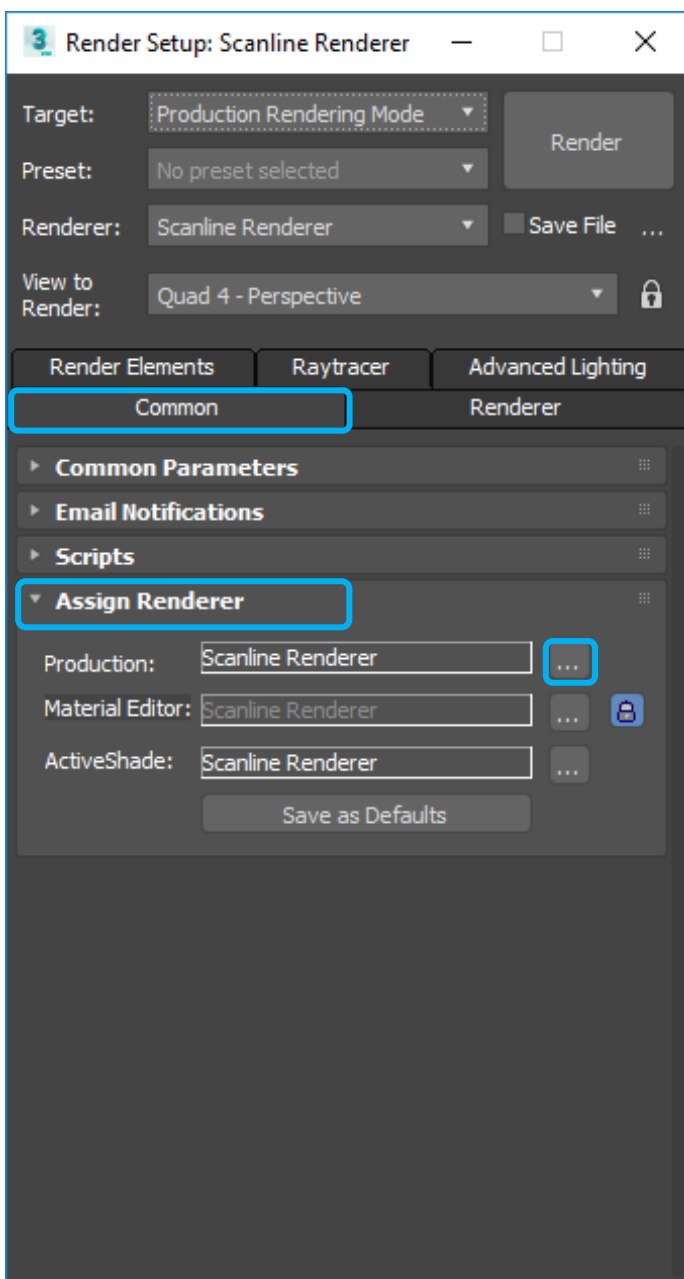 3 Render Setup: Scanline Renderer
Target: Production Rendering Mode
Render
Preset: No preset selected
Renderer: Scanline Renderer Save File ...
View to
Render: Quad 4 - Perspective
Render Elements Raytracer Advanced Lighting
Common Renderer
Common Parameters
Email Notifications
Scripts
Assign Renderer
Production: Scanline Renderer ...
Material Editor: Scanline Renderer ...
ActiveShade: Scanline Renderer ...
Save as Defaults